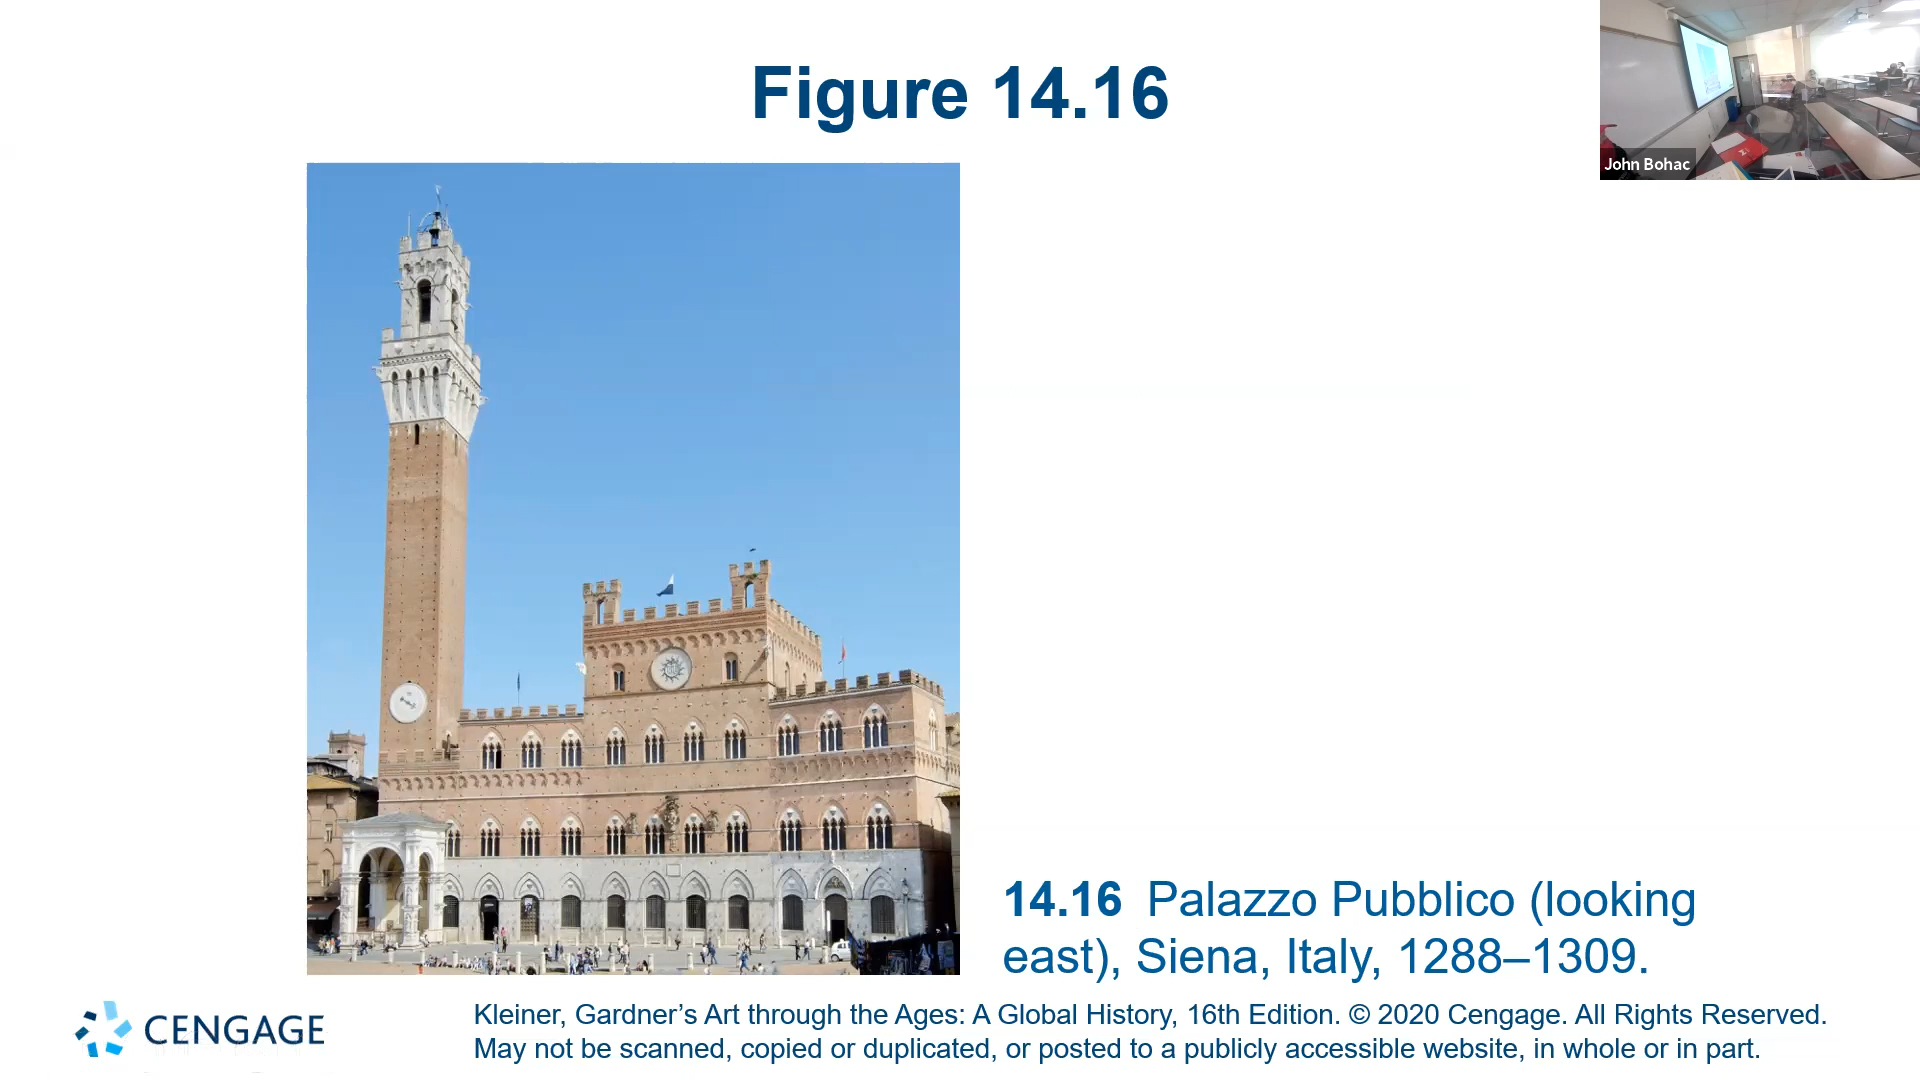 Figure 14.16
John Bohac
14.16 Palazzo Pubblico (looking
east), Siena, Italy, 1288–1309.
CENGAGE
Kleiner, Gardner’s Art through the Ages: A Global History, 16th Edition. © 2020 Cengage. All Rights Reserved.
May not be scanned, copied or duplicated, or posted to a publicly accessible website, in whole or in part.